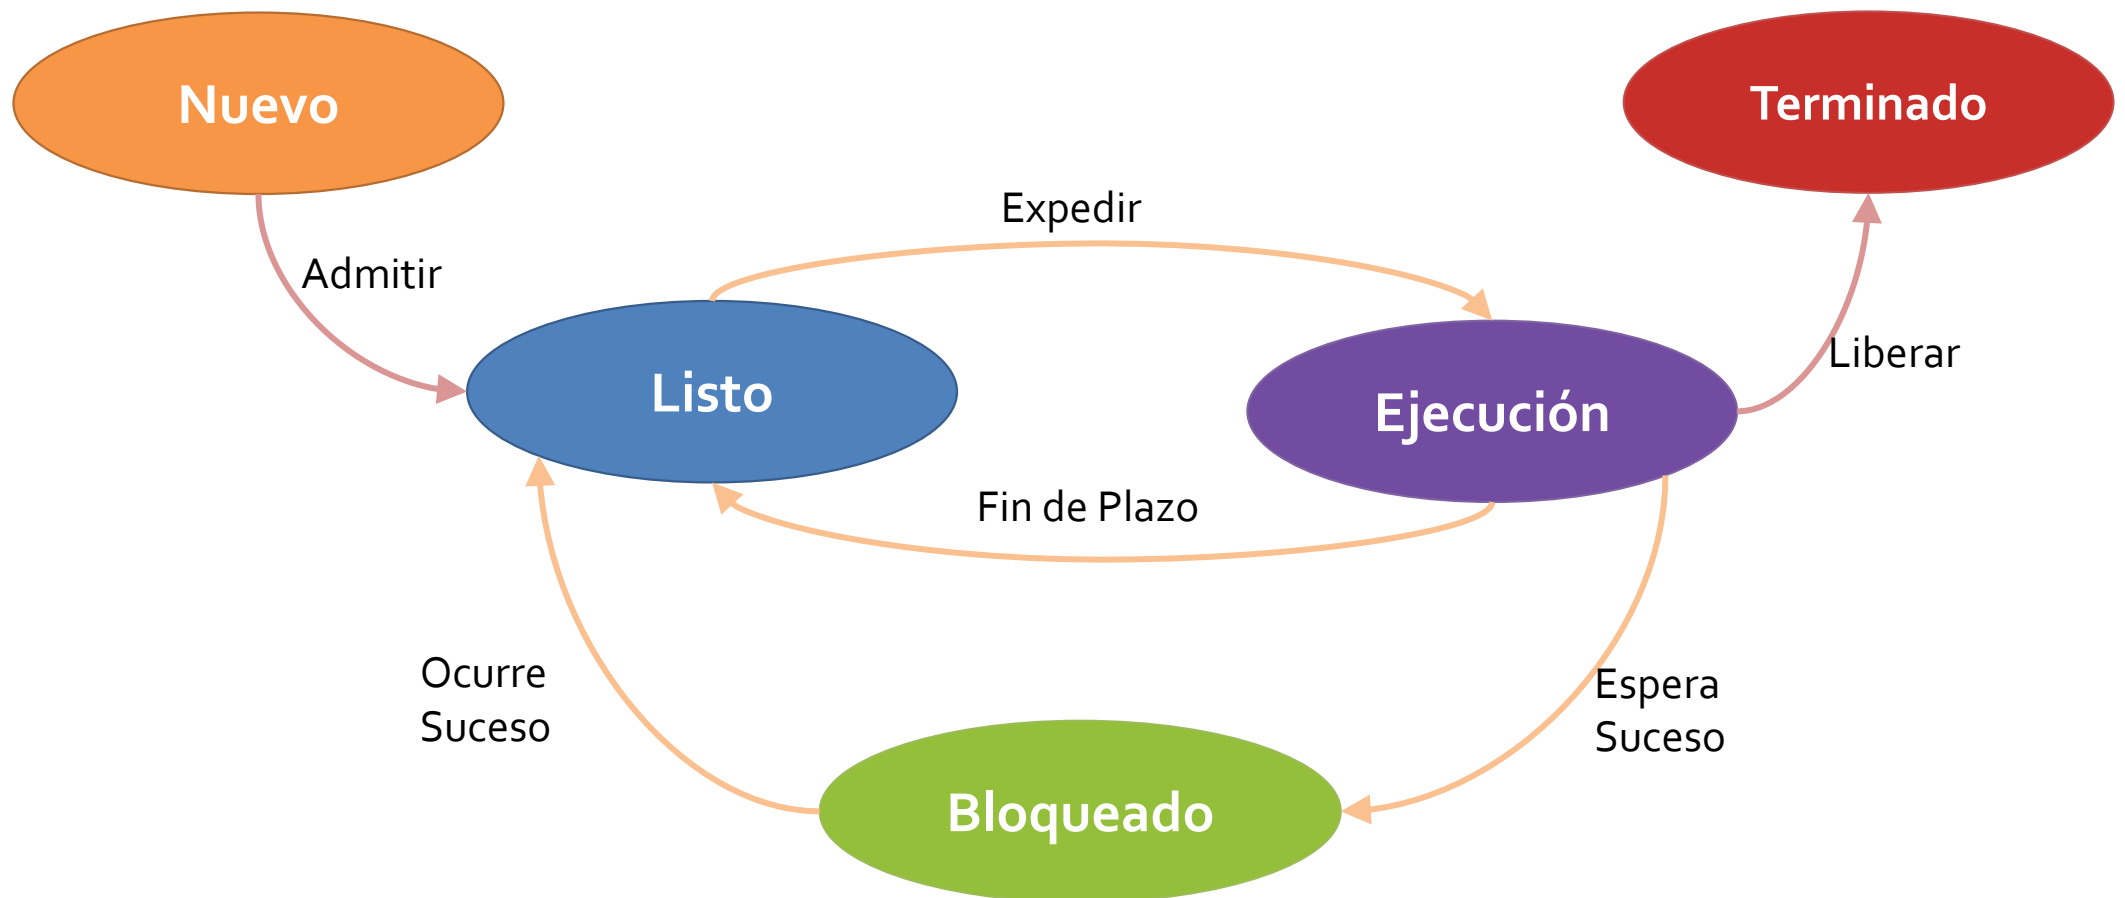 Nuevo
Terminado
Expedir
Admitir
Liberar
Listo
Ejecución
Fin de Plazo
Ocurre
Suceso
Espera
Suceso
Bloqueado